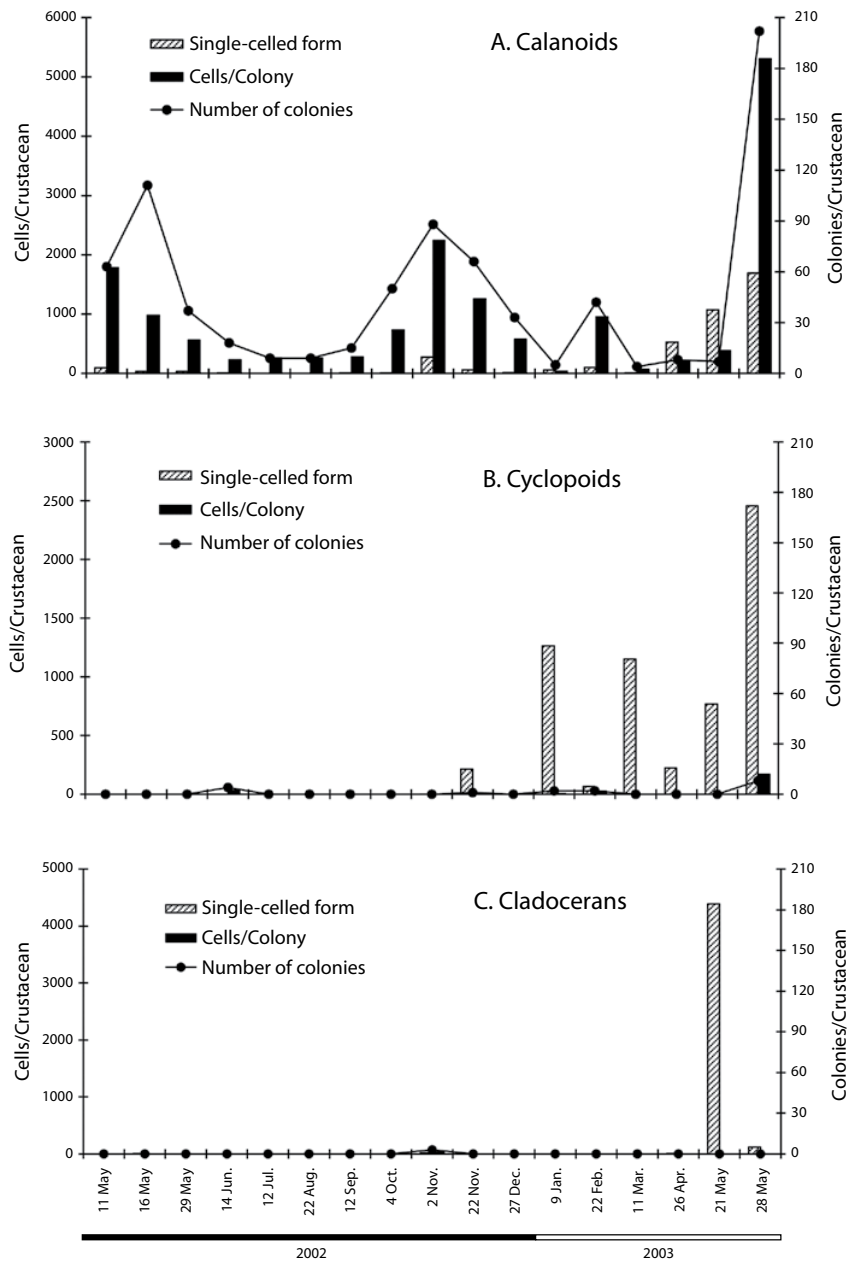 A. Calanoids
Single-celled form
Cells/Colony
Number of colonies
Cells/Crustacean
6000
5000
4000
3000
2000
1000
0
Colonies/Crustacean
210
180
150
120
90
60
30
0
B. Cyclopoids
Single-celled form
Cells/Colony
Number of colonies
Cells/Crustacean
3000
2500
2000
1500
1000
500
0
Colonies/Crustacean
210
180
150
120
90
60
30
0
C. Cladocerans
Single-celled form
Cells/Colony
Number of colonies
Cells/Crustacean
5000
4000
3000
2000
1000
0
Colonies/Crustacean
210
180
150
120
90
60
30
0
11 May
16 May
29 May
14 Jun.
12 Jul.
22 Aug.
12 Sep.
4 Oct.
2 Nov.
22 Nov.
27 Dec.
9 Jan.
22 Feb.
11 Mar.
26 Apr.
21 May
28 May
2002
2003